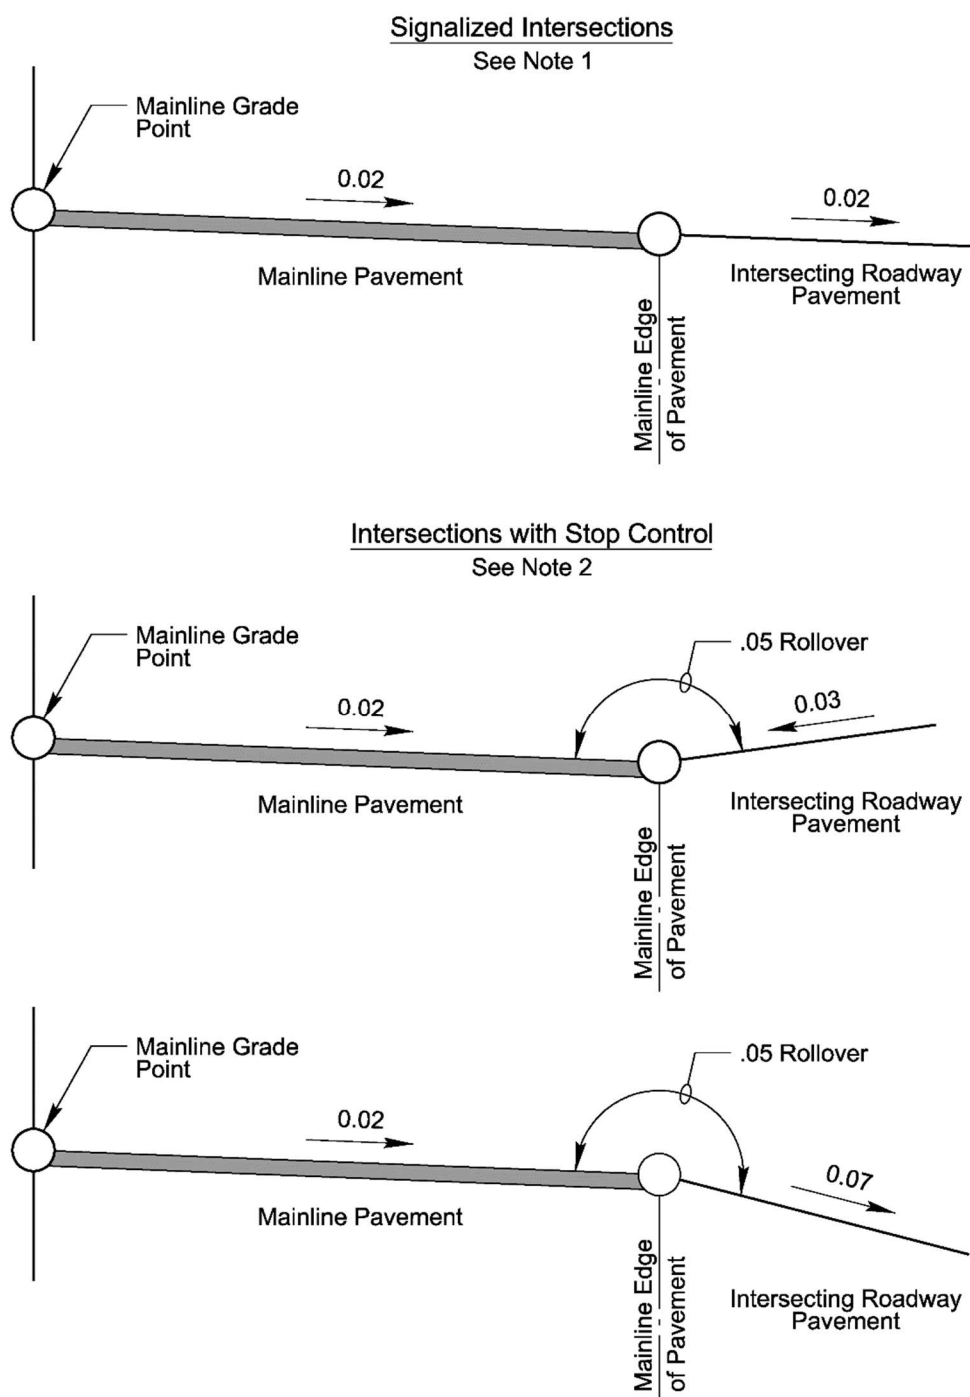 Signalized Intersections
See Note 1
Mainline Grade
Point
0.02
0.02
Mainline Pavement
Intersecting Roadway
Pavement
Mainline Edge
of Pavement
Intersections with Stop Control
See Note 2
Mainline Grade
Point
.05 Rollover
0.02
0.03
Mainline Pavement
Intersecting Roadway
Pavement
Mainline Edge
of Pavement
Mainline Grade
Point
.05 Rollover
0.02
0.07
Mainline Pavement
Intersecting Roadway
Pavement
Mainline Edge
of Pavement